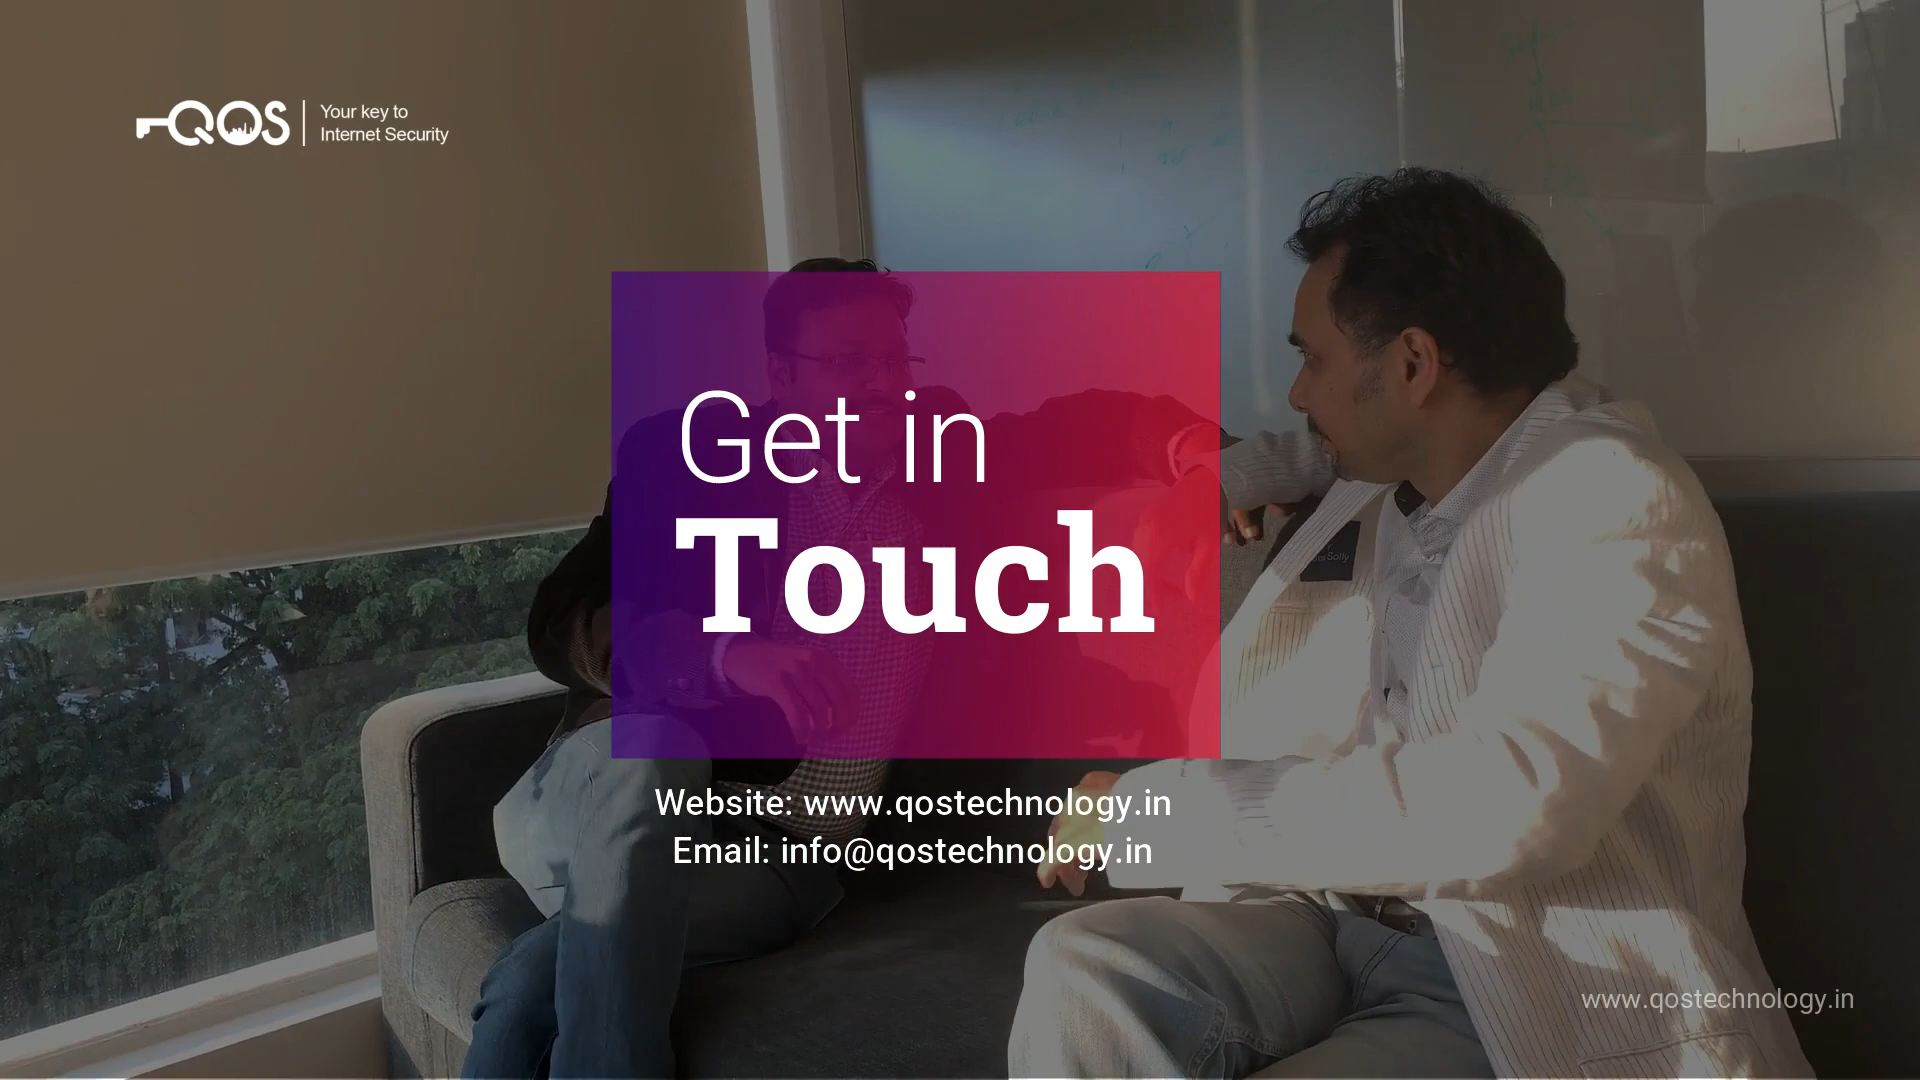 QOS
Your key to
Internet Security
Get in
Touch
Website: www.qostechnology.in
Email: info@qostechnology.in
www.qostechnology.in